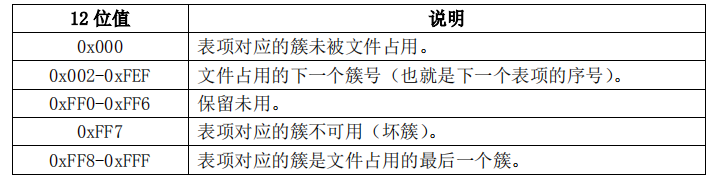 12 位值 说明
0x000 表项对应的簇未被文件占用。
0x002-0xFEF 文件占用的下一个簇号（也就是下一个表项的序号）。
0xFF0-0xFF6 保留未用。
0xFF7 表项对应的簇不可用（坏簇）。
0xFF8-0xFFF 表项对应的簇是文件占用的最后一个簇。